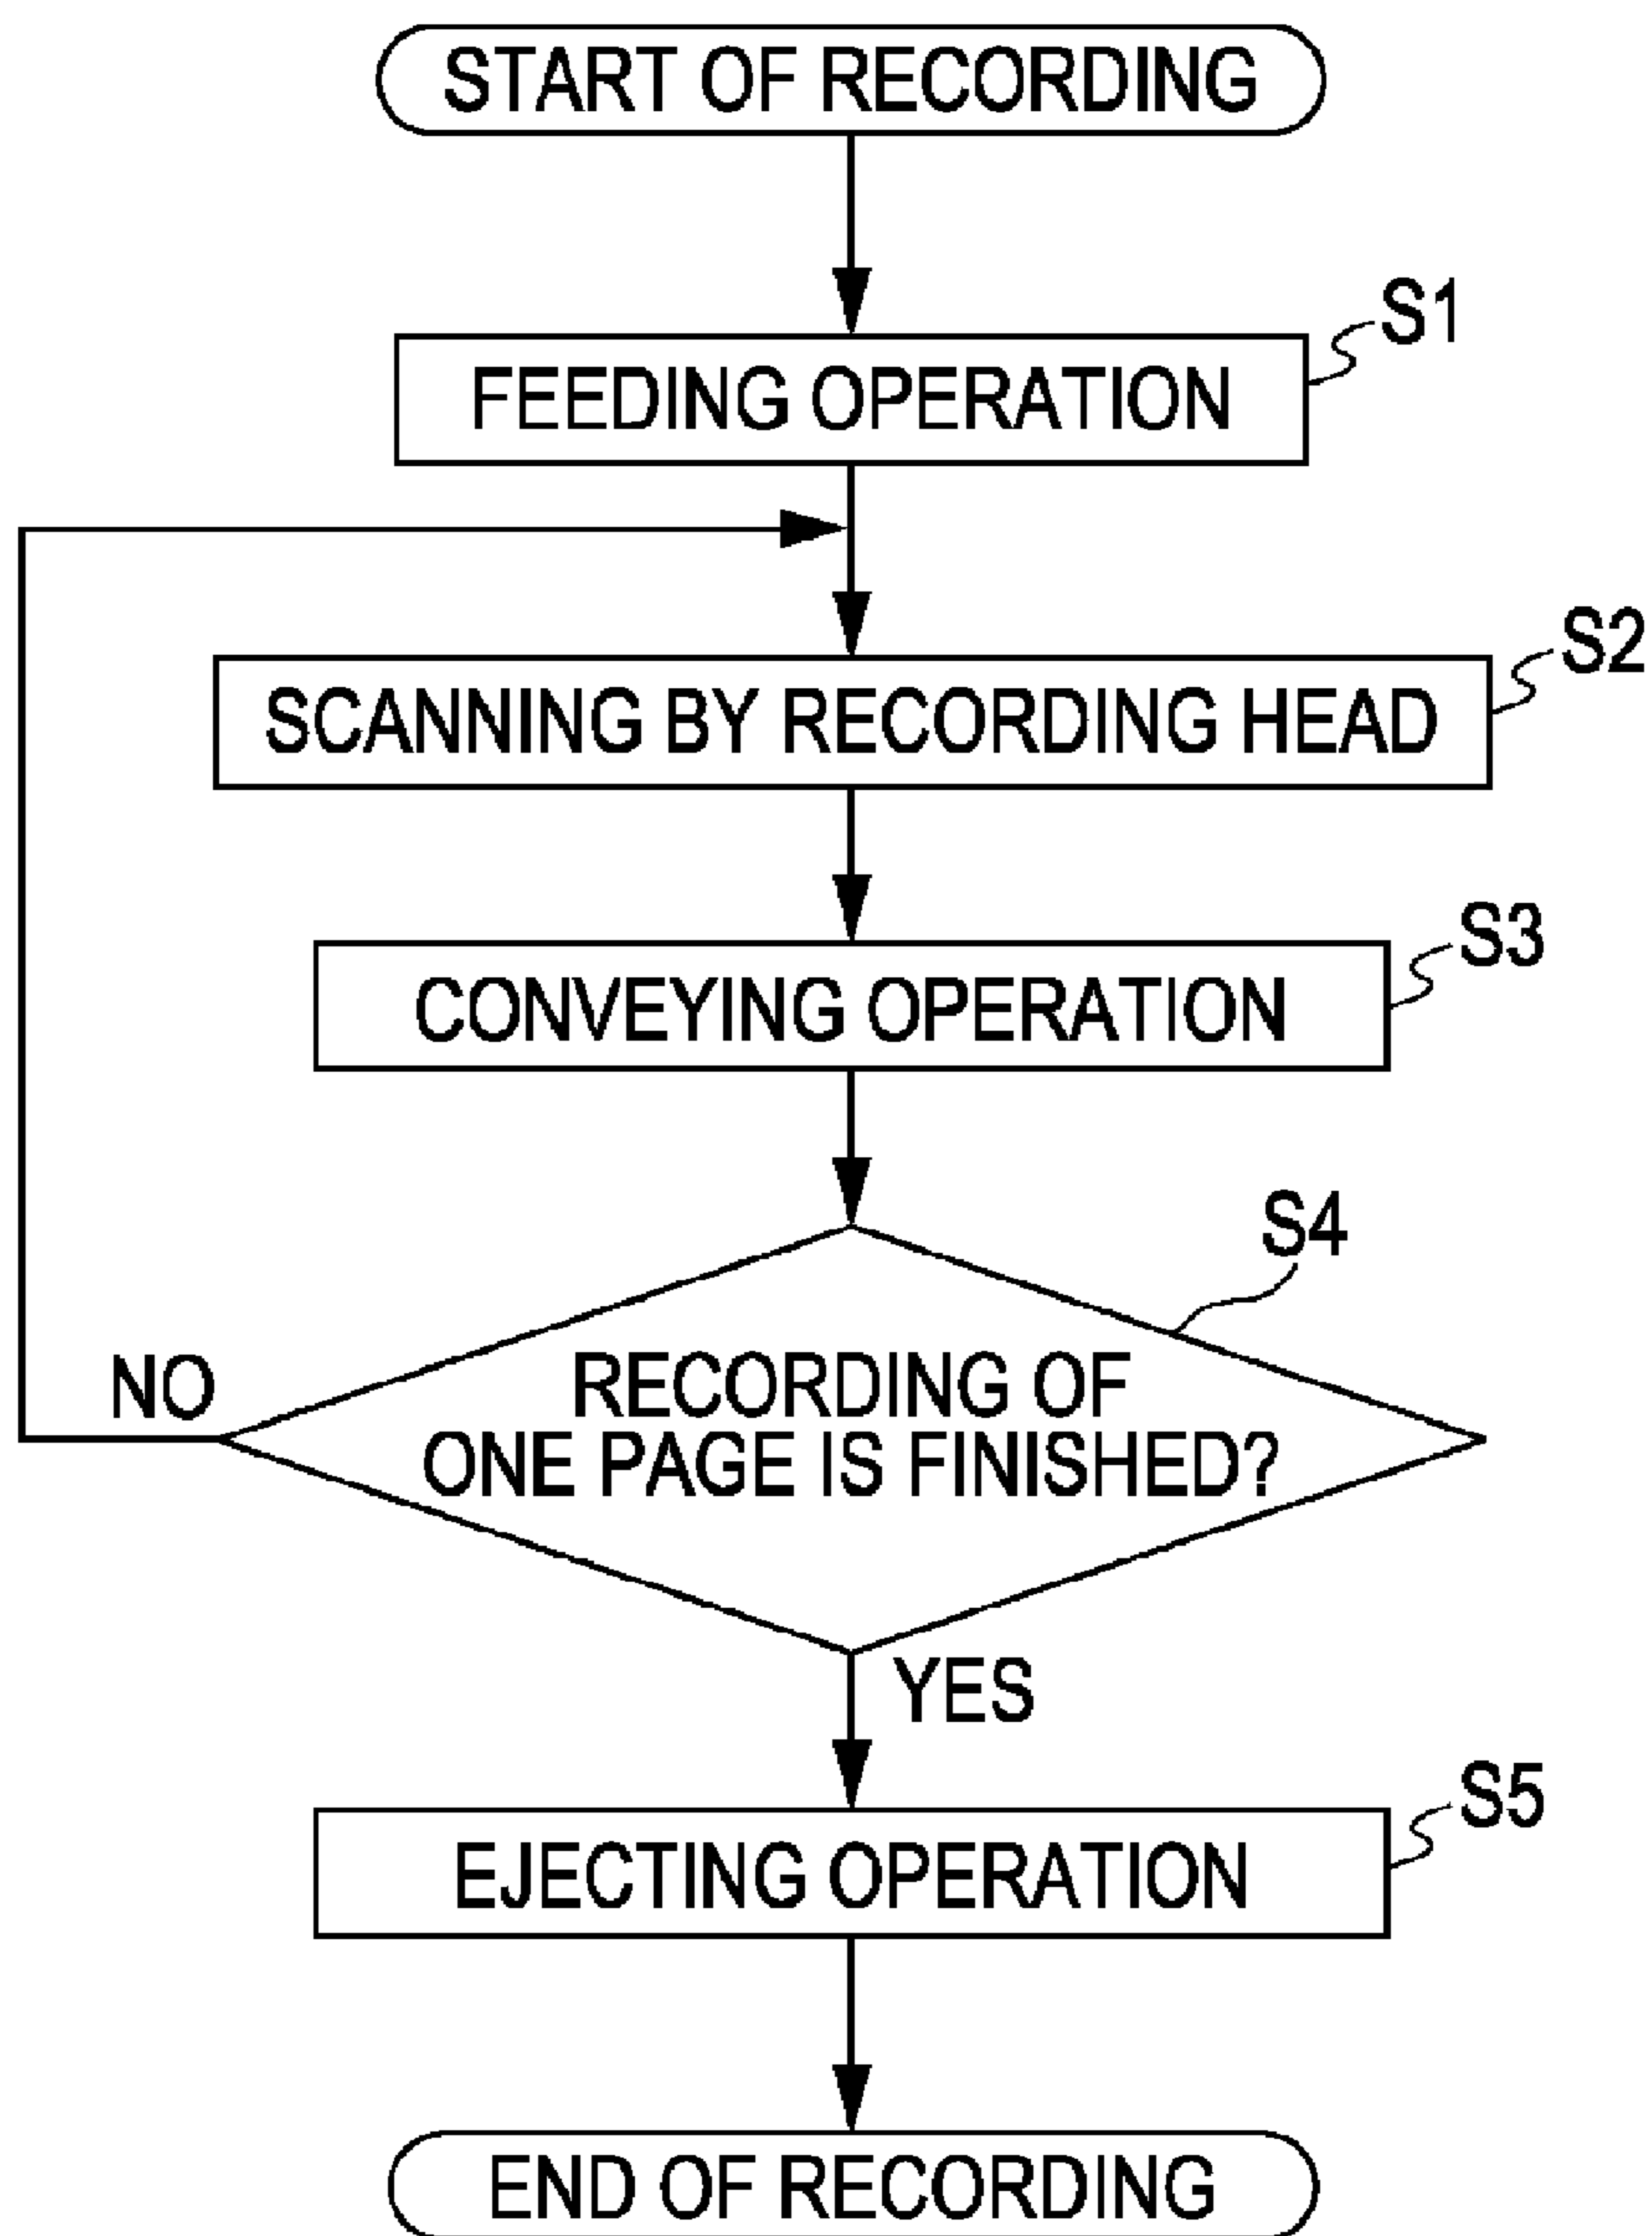 START OF RECORDING
S1
FEEDING OPERATION
S2
SCANNING BY RECORDING HEAD
S3
CONVEYING OPERATION
S4
NO
RECORDING OF
ONE PAGE IS FINISHED?
YES
S5
EJECTING OPERATION
END OF RECORDING